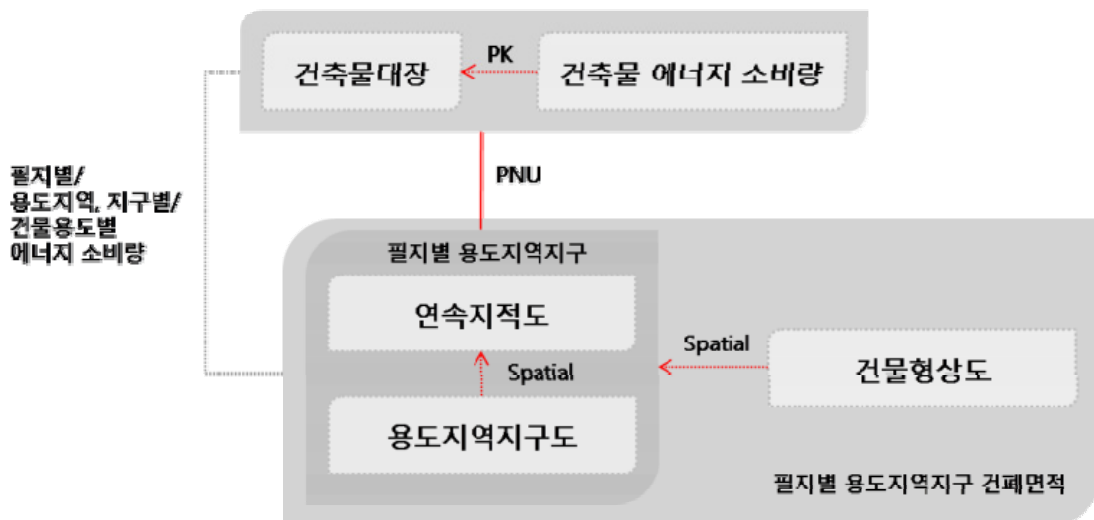 건축물대장
PK
건축물 에너지 소비량
필지별/
용도지역, 지구별/
건물용도별
에너지 소비량
PNU
필지별 용도지역지구
연속지적도
Spatial
용도지역지구도
Spatial
건물형상도
필지별 용도지역지구 건폐면적